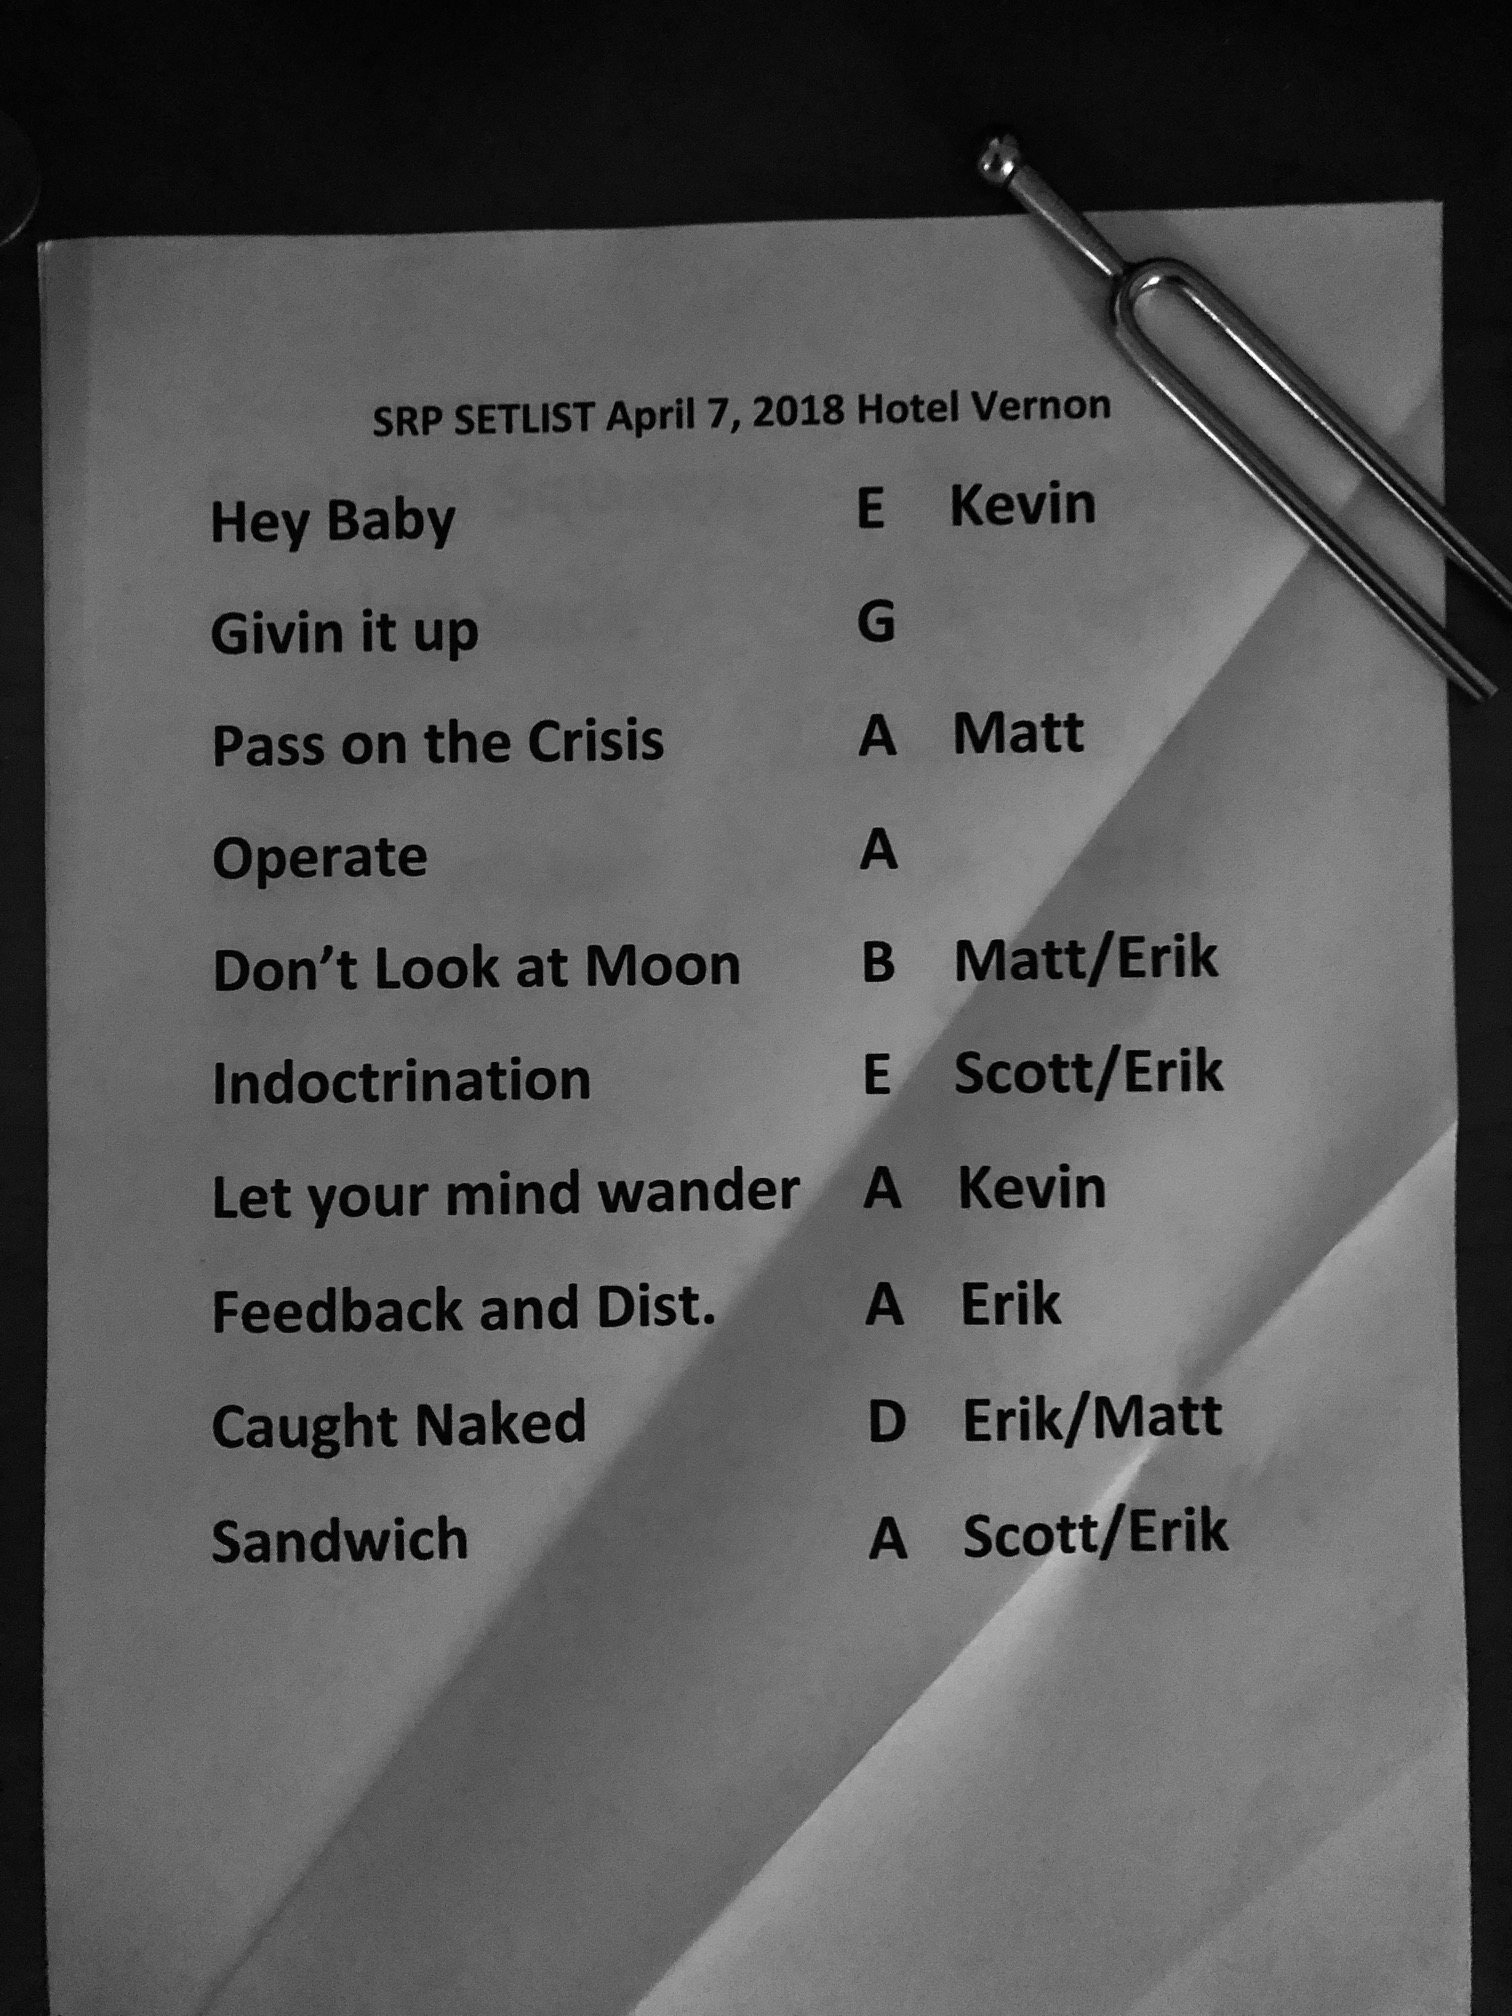 SRP SETLIST April 7, 2018 Hotel Vernon
Hey Baby E Kevin
Givin it up G
Pass on the Crisis A Matt
Operate A
Don't Look at Moon B Matt/Erik
Indoctrination E Scott/Erik
Let your mind wander A Kevin
Feedback and Dist. A Erik
Caught Naked D Erik/Matt
Sandwich A Scott/Erik